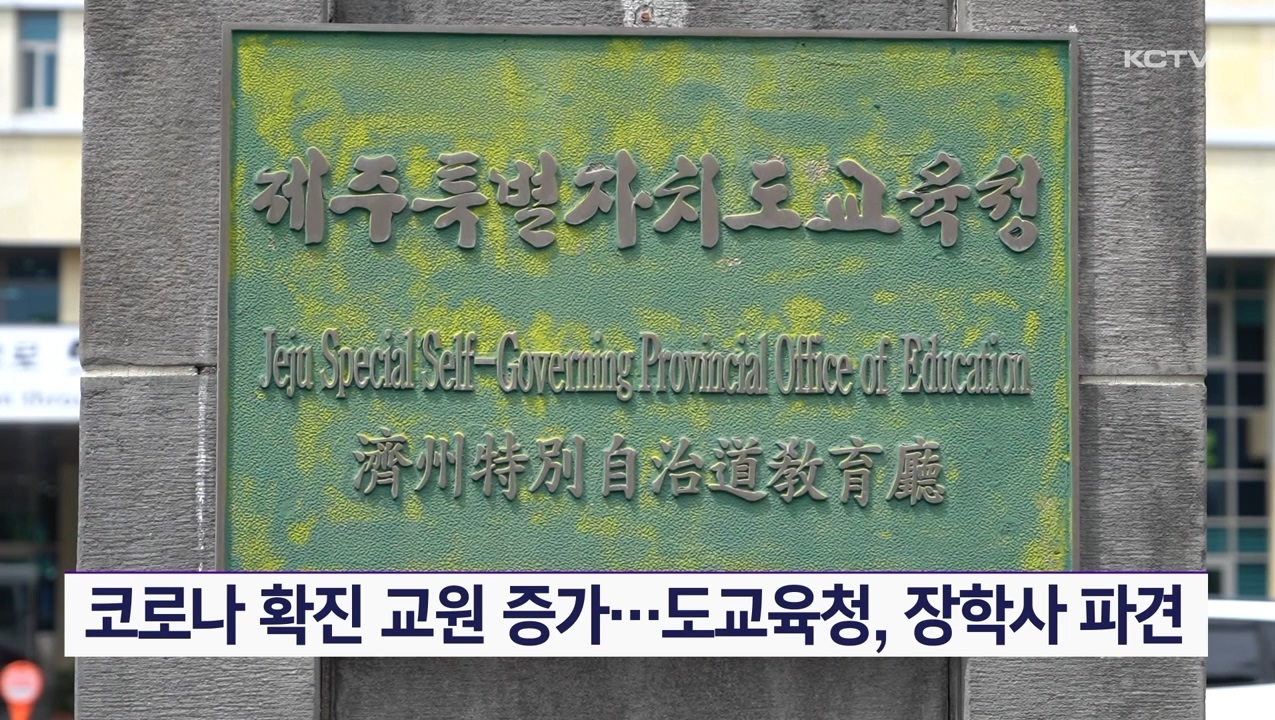 KCTV
제주특별자치도교육청
Jeju Special Self-Governing Provincial Office of Education
濟州特別自治道敎育廳
코로나 확진 교원 증가…도교육청, 장학사 파견